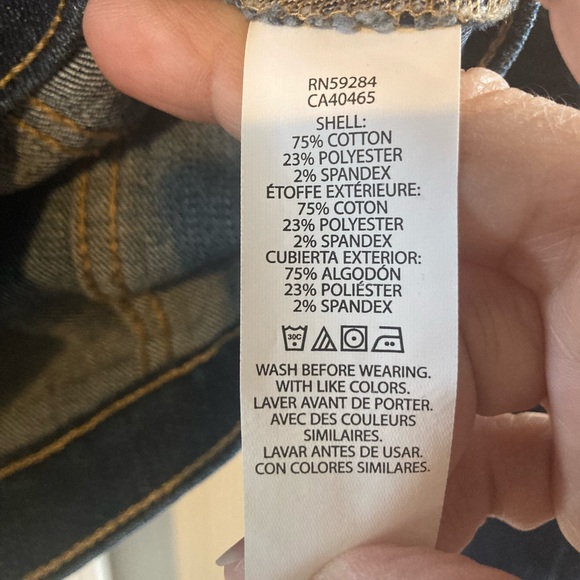 RN59284
CA40465
SHELL:
75% COTTON
23% POLYESTER
2% SPANDEX
ÉTOFFE EXTÉRIEURE:
75% COTON
23% POLYESTER
2% SPANDEX
CUBIERTA EXTERIOR:
75% ALGODÓN
23% POLIÉSTER
2% SPANDEX
30C
WASH BEFORE WEARING.
WITH LIKE COLORS.
LAVER AVANT DE PORTER.
AVEC DES COULEURS
SIMILAIRES.
LAVAR ANTES DE USAR.
CON COLORES SIMILARES.